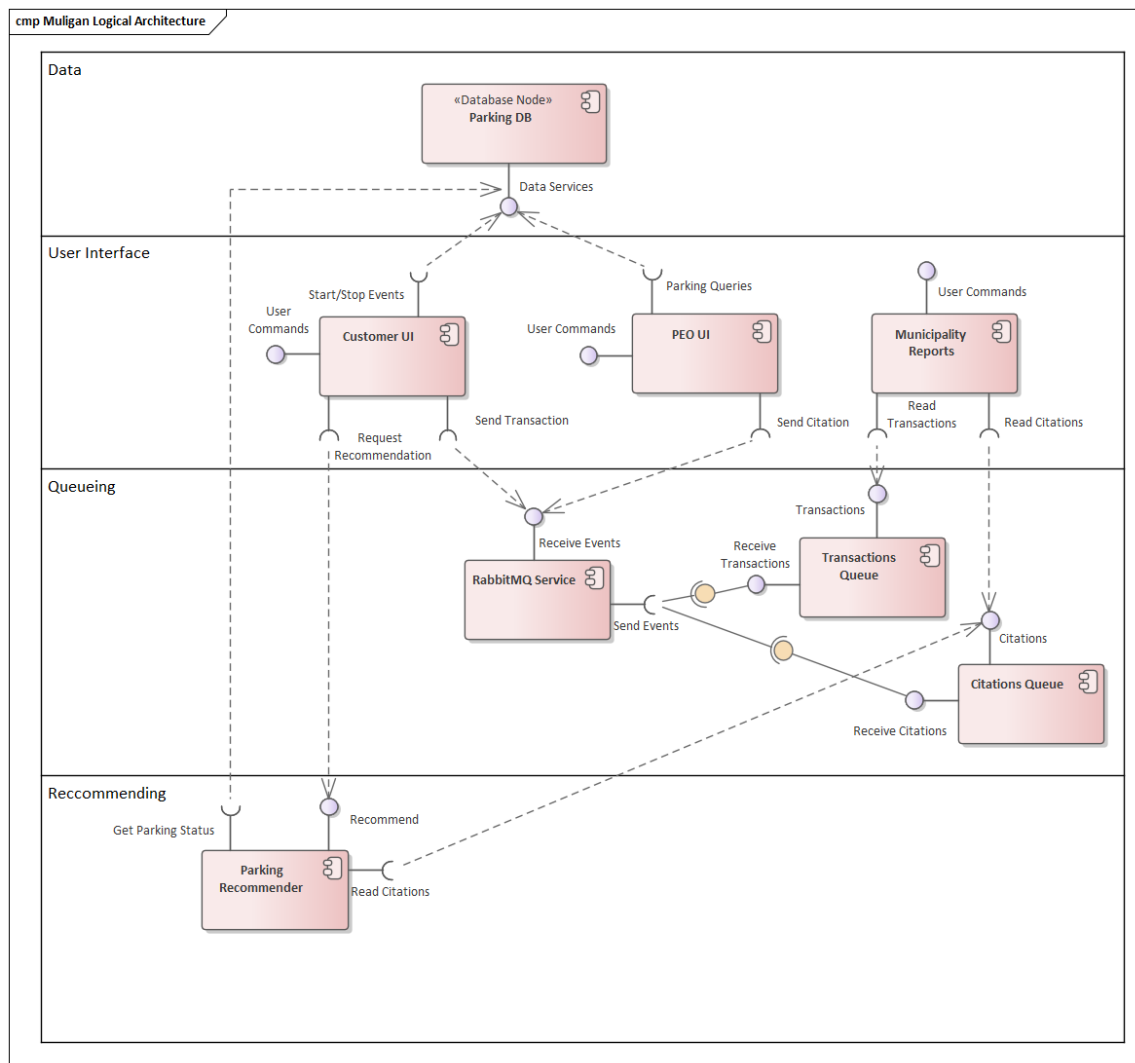 cmp Muligan Logical Architecture
Data
«Database Node»
Parking DB
Data Services
User Interface
Start/Stop Events
Parking Queries
User Commands
User
Commands
Customer UI
User Commands
PEO UI
Municipality
Reports
Send Transaction
Request
Recommendation
Send Citation
Read
Transactions
Read Citations
Queueing
Transactions
Receive Events
Receive
Transactions
Transactions
Queue
RabbitMQ Service
Send Events
Citations
Citations Queue
Receive Citations
Reccommending
Get Parking Status
Recommend
Parking
Recommender
Read Citations